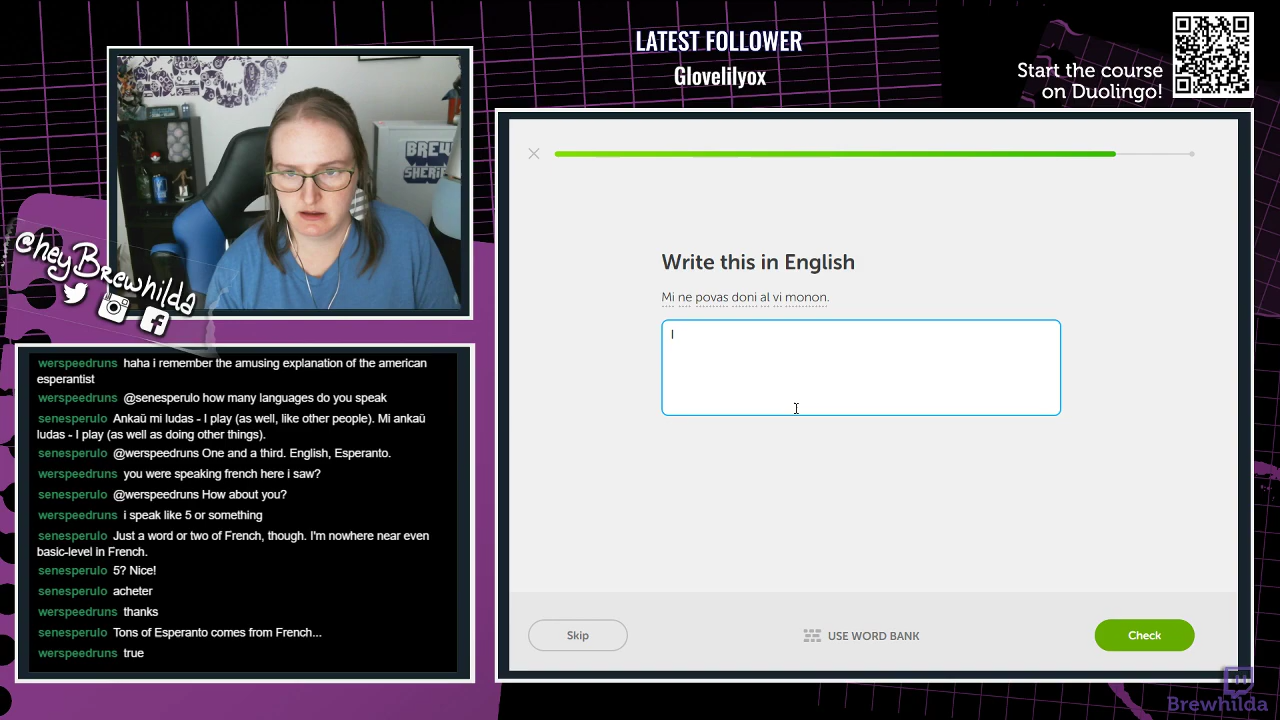 LATEST FOLLOWER
Glovelilyox
Start the course
on Duolingo!
BREW
SHERIF
@heyBrewhilda
Write this in English
Mi ne povas doni al vi monon.
I
werspeedruns haha i remember the amusing explanation of the american
esperantist
werspeedruns @senesperulo how many languages do you speak
senesperulo Ankaŭ mi ludas - I play (as well, like other people). Mi ankaŭ
ludas - I play (as well as doing other things).
senesperulo @werspeedruns One and a third. English, Esperanto.
werspeedruns you were speaking french here i saw?
senesperulo @werspeedruns How about you?
werspeedruns i speak like 5 or something
senesperulo Just a word or two of French, though. I'm nowhere near even
basic-level in French.
senesperulo 5? Nice!
senesperulo acheter
werspeedruns thanks
senesperulo Tons of Esperanto comes from French...
werspeedruns true
Skip
USE WORD BANK
Check
Brewhilda